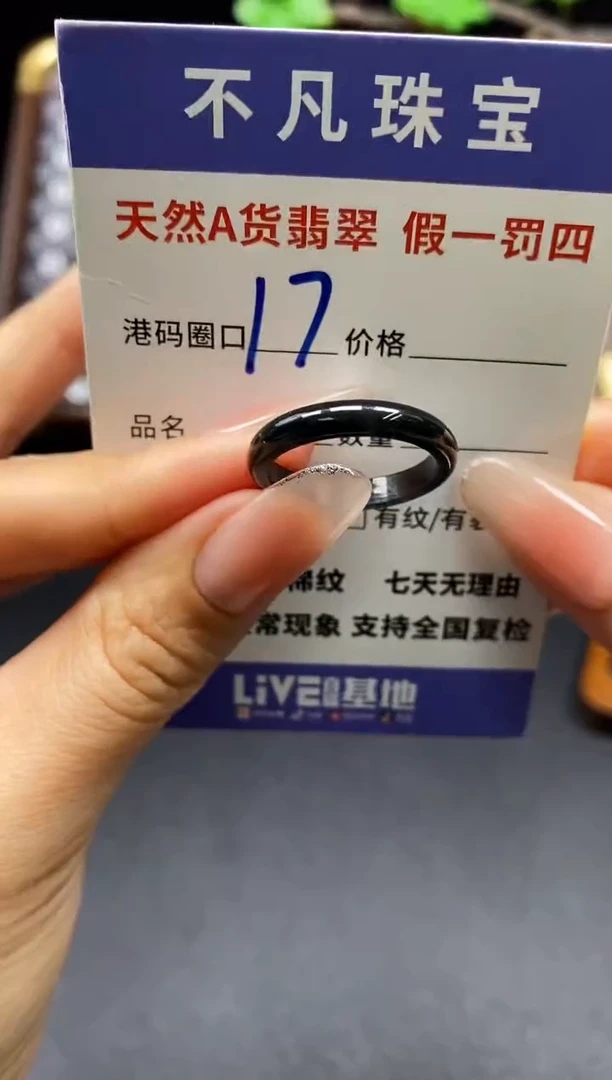 不凡珠宝
天然A货翡翠 假一罚四
港码圈口 17 价格
品名 数量
有纹/有
棉纹 七天无理由
常现象 支持全国复检
LiVE 基地